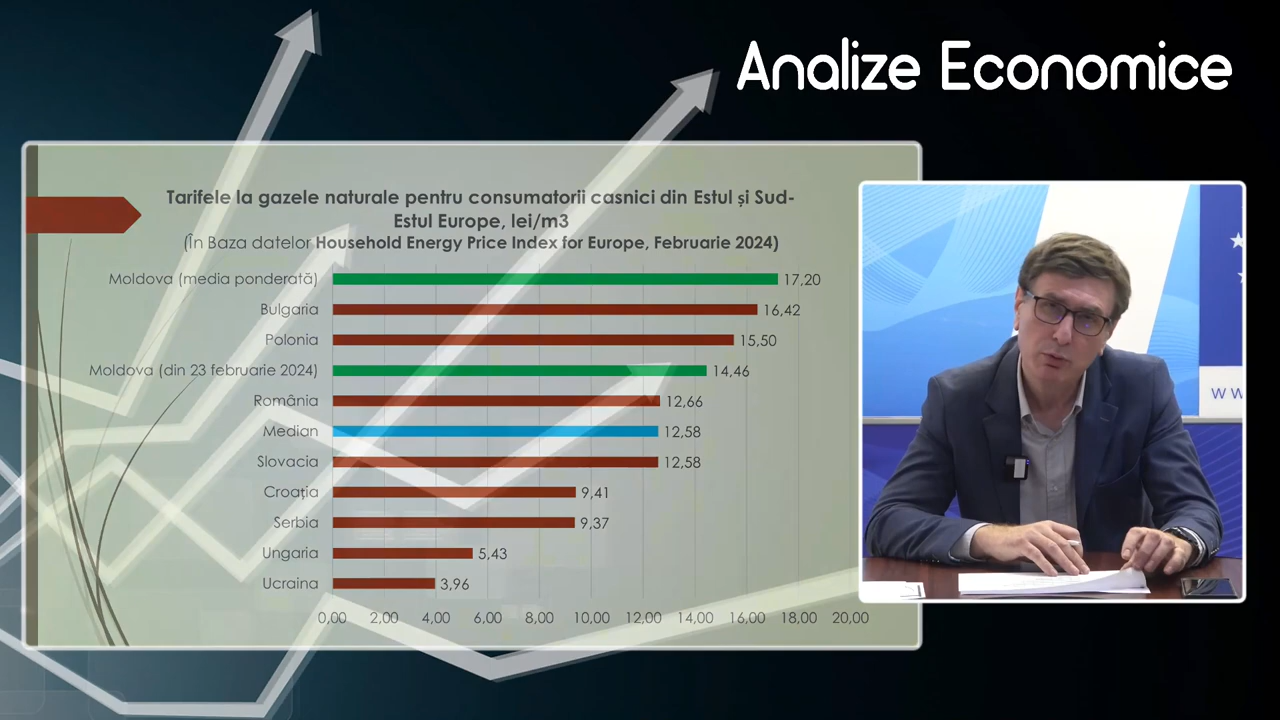 Analize Economice
Tarifele la gazele naturale pentru consumatorii casnici din Estul și Sud-
Estul Europe, lei/m3
(În Baza datelor Household Energy Price Index for Europe, Februarie 2024)
Moldova (media ponderată) 17,20
Bulgaria 16,42
Polonia 15,50
Moldova (din 23 februarie 2024) 14,46
România 12,66
Median 12,58
Slovacia 12,58
Croația 9,41
Serbia 9,37
Ungaria 5,43
Ucraina 3,96
0,00 2,00 4,00 6,00 8,00 10,00 12,00 14,00 16,00 18,00 20,00